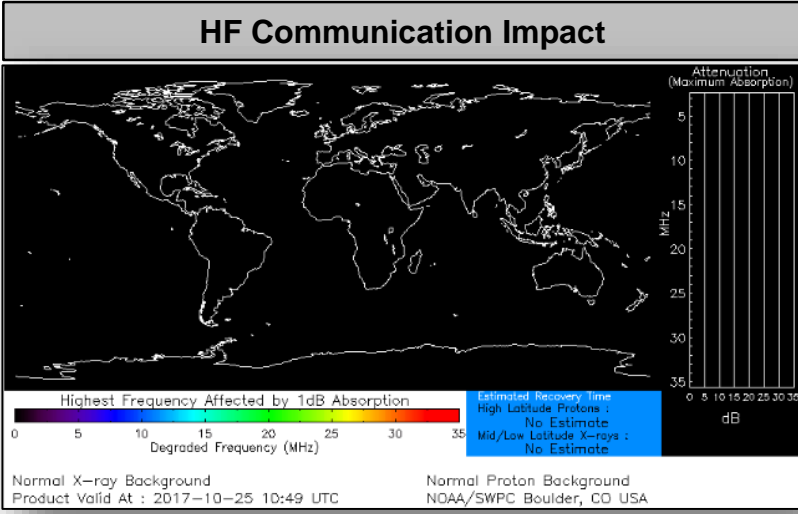 HF Communication Impact
Attenuation
(Maximum Absorption)
5
10
15
20
25
30
35
MHz
0 5 10 15 20 25 30 35
dB
Highest Frequency Affected by 1dB Absorption
0 5 10 15 20 25 30 35
Degraded Frequency (MHz)
Estimated Recovery Time
High Latitude Protons :
No Estimate
Mid/Low Latitude X-rays :
No Estimate
Normal X-ray Background
Normal Proton Background
Product Valid At : 2017-10-25 10:49 UTC
NOAA/SWPC Boulder, CO USA